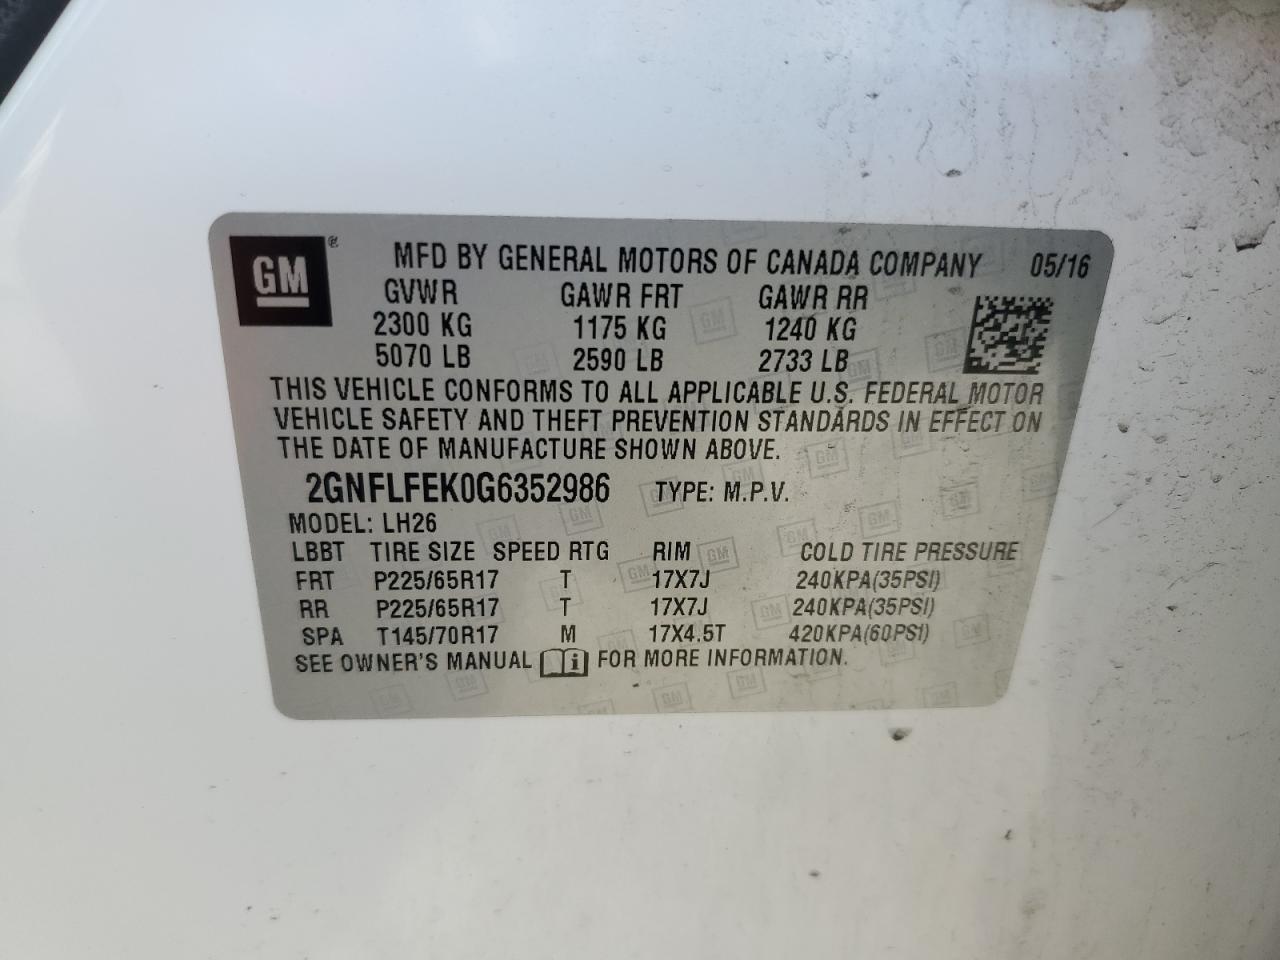 GM ® MFD BY GENERAL MOTORS OF CANADA COMPANY 05/16
GVWR GAWR FRT GAWR RR
2300 KG 1175 KG 1240 KG
5070 LB 2590 LB 2733 LB
THIS VEHICLE CONFORMS TO ALL APPLICABLE U.S. FEDERAL MOTOR
VEHICLE SAFETY AND THEFT PREVENTION STANDARDS IN EFFECT ON
THE DATE OF MANUFACTURE SHOWN ABOVE.
2GNFLFEK0G6352986 TYPE: M.P.V.
MODEL: LH26
LBBT TIRE SIZE SPEED RTG RIM COLD TIRE PRESSURE
FRT P225/65R17 T 17X7J 240KPA(35PSI)
RR P225/65R17 T 17X7J 240KPA(35PSI)
SPA T145/70R17 M 17X4.5T 420KPA(60PSI)
SEE OWNER'S MANUAL i FOR MORE INFORMATION.